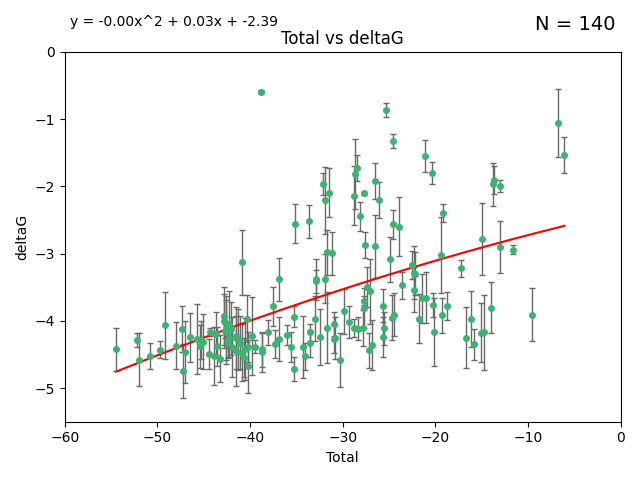 y = -0.00x^2 + 0.03x + -2.39
N = 140
Total vs deltaG
0
−1
−2
−3
−4
−5
deltaG
−60 −50 −40 −30 −20 −10 0
Total